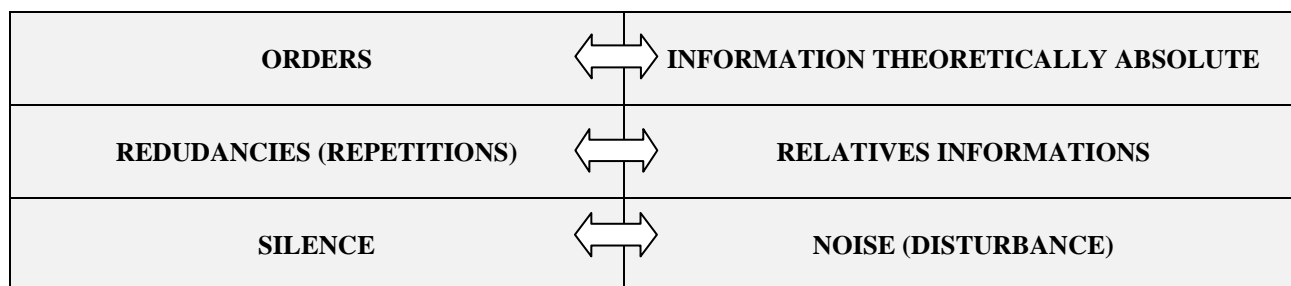 ORDERS
INFORMATION THEORETICALLY ABSOLUTE
REDUDANCIES (REPETITIONS)
RELATIVES INFORMATIONS
SILENCE
NOISE (DISTURBANCE)